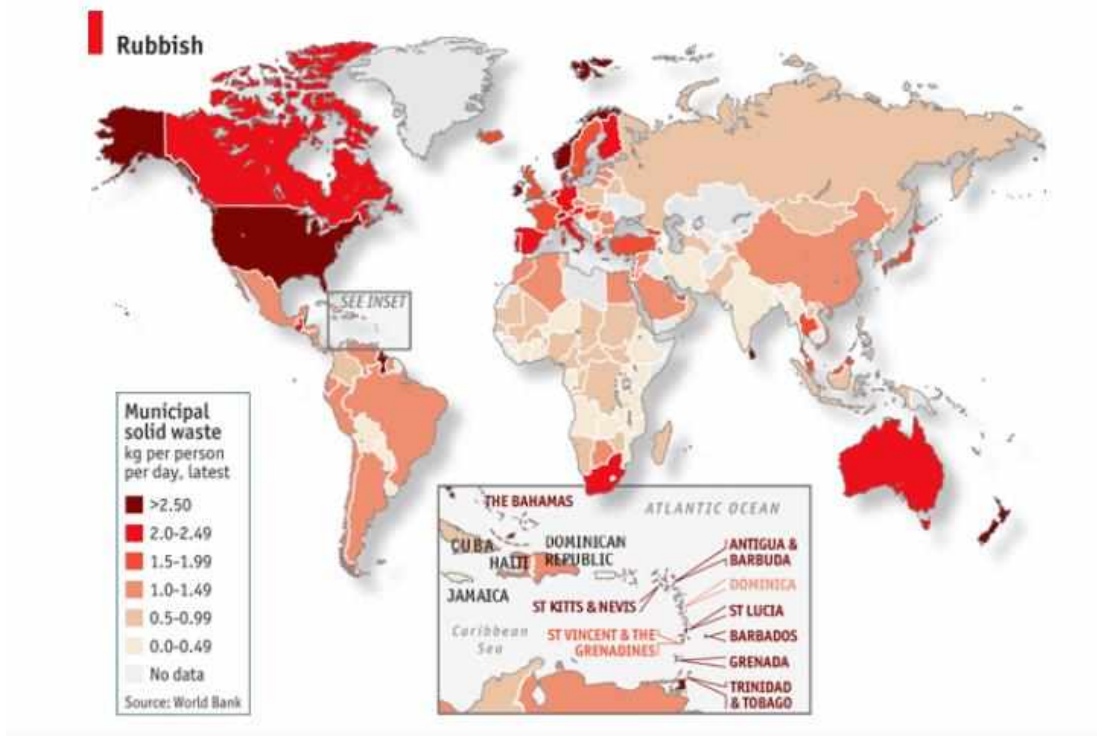 Rubbish
SEE INSET
Municipal
solid waste
kg per person
per day, latest
>2.50
2.0-2.49
1.5-1.99
1.0-1.49
0.5-0.99
0.0-0.49
No data
Source: World Bank
THE BAHAMAS
ATLANTIC OCEAN
CUBA
HAITI
DOMINICAN
REPUBLIC
JAMAICA
ANTIGUA &
BARBUDA
DOMINICA
ST KITTS & NEVIS
ST LUCIA
Caribbean
Sea
ST VINCENT & THE
GRENADINES
BARBADOS
GRENADA
TRINIDAD
& TOBAGO